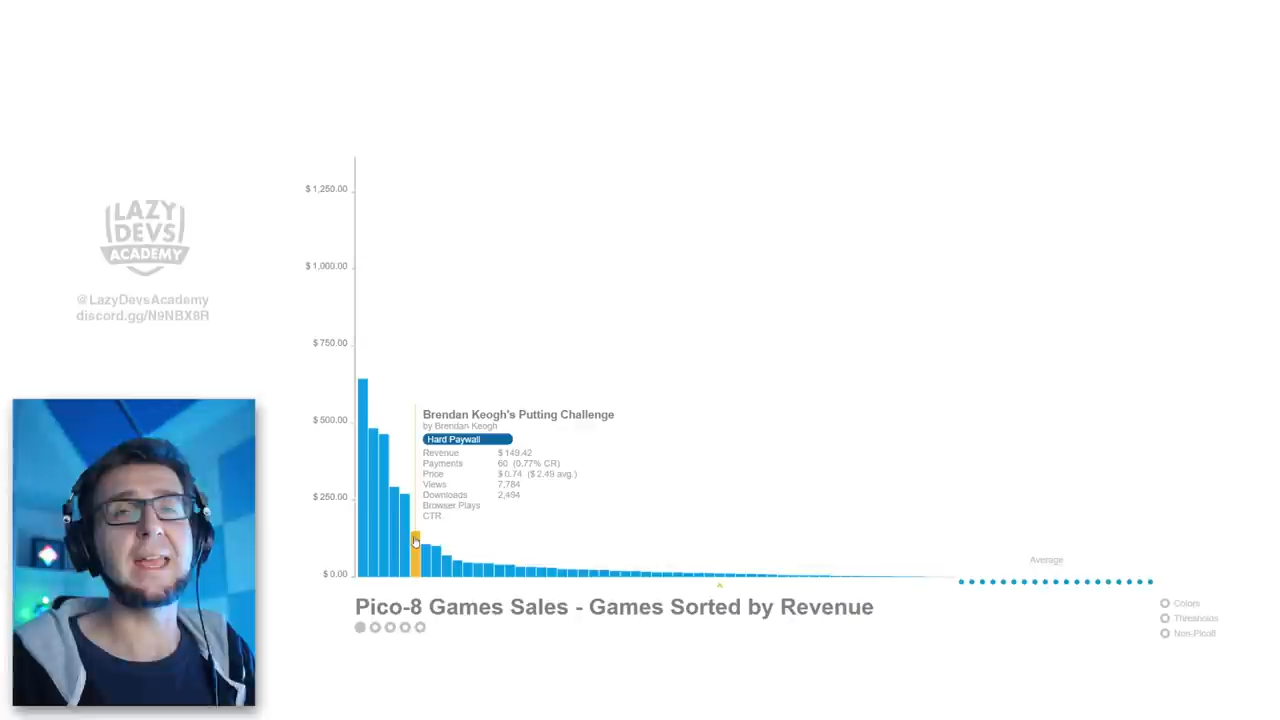 LAZY
DEVS
ACADEMY
@LazyDevsAcademy
discord.gg/N9NBX8R
$ 1,250.00
$ 1,000.00
$ 750.00
$ 500.00
$ 250.00
$ 0.00
Brendan Keogh's Putting Challenge
by Brendan Keogh
Hard Paywall
Revenue $ 149.42
Payments 60 (0.77% CR)
Price $ 0.74 ($ 2.49 avg.)
Views 7,784
Downloads 2,494
Browser Plays
CTR
Average
Pico-8 Games Sales - Games Sorted by Revenue
Colors
Thresholds
Non-Pico8